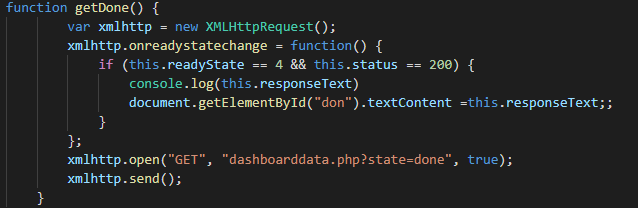 function getDone() {
var xmlhttp = new XMLHttpRequest();
xmlhttp.onreadystatechange = function() {
if (this.readyState == 4 && this.status == 200) {
console.log(this.responseText)
document.getElementById("don").textContent =this.responseText;;
}
};
xmlhttp.open("GET", "dashboarddata.php?state=done", true);
xmlhttp.send();
}